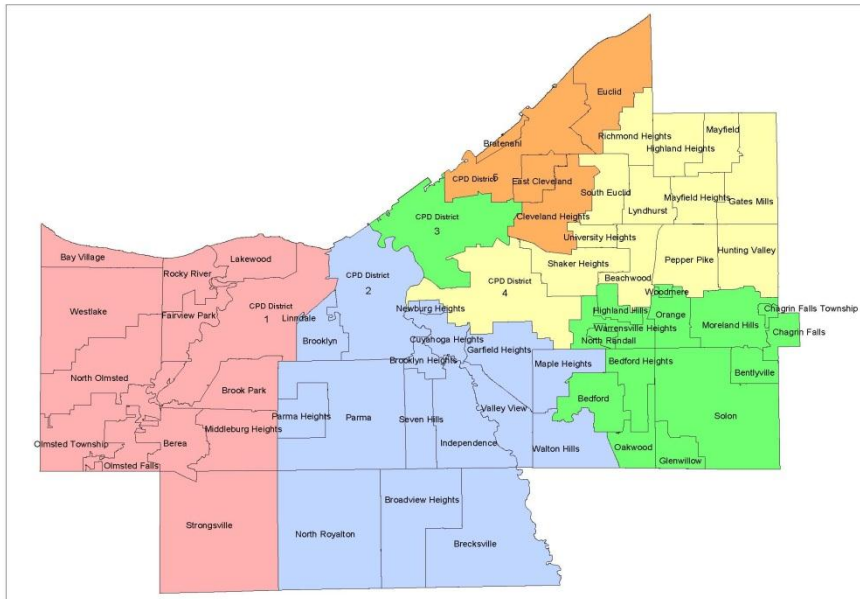 Euclid
Bratenehl
Richmond Heights
Mayfield
Highland Heights
CPD District
5
East Cleveland
South Euclid
Mayfield Heights
Gates Mills
CPD District
3
Cleveland Heights
Lyndhurst
University Heights
Hunting Valley
Bay Village
Lakewood
Rocky River
CPD District
2
Shaker Heights
Pepper Pike
Beachwood
CPD District
4
Woodmere
Westlake
CPD District
1
Fairview Park
Linndale
Newburg Heights
Highland Hills
Orange
Chagrin Falls Township
Moreland Hills
Warrensville Heights
Chagrin Falls
Brooklyn
Cuyahoga Heights
North Randall
Garfield Heights
Brooklyn Heights
Maple Heights
Bedford Heights
Bentlyville
North Olmsted
Brook Park
Bedford
Parma Heights
Parma
Seven Hills
Valley View
Solon
Middleburg Heights
Olmsted Township
Berea
Independence
Walton Hills
Oakwood
Olmsted Falls
Glenwillow
Broadview Heights
Strongsville
North Royalton
Brecksville